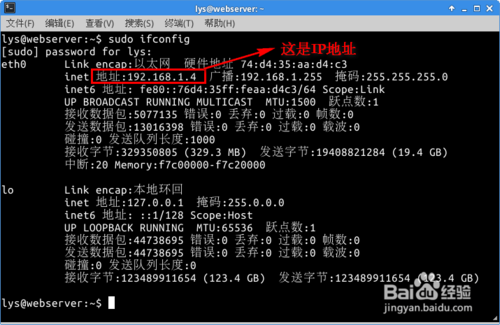 lys@webserver: ~
文件(F) 编辑(E) 查看(V) 搜索(S) 终端(T) 帮助(H)
lys@webserver:~$ sudo ifconfig
[sudo] password for lys:
这是IP地址
eth0 Link encap:以太网 硬件地址 74:d4:35:aa:d4:c3
inet 地址:192.168.1.4 广播:192.168.1.255 掩码:255.255.255.0
inet6 地址: fe80::76d4:35ff:feaa:d4c3/64 Scope:Link
UP BROADCAST RUNNING MULTICAST MTU:1500 跃点数:1
接收数据包:5077135 错误:0 丢弃:0 过载:0 帧数:0
发送数据包:13016398 错误:0 丢弃:0 过载:0 载波:0
碰撞:0 发送队列长度:1000
接收字节:329350805 (329.3 MB) 发送字节:19408821284 (19.4 GB)
中断:20 Memory:f7c00000-f7c20000
lo Link encap:本地环回
inet 地址:127.0.0.1 掩码:255.0.0.0
inet6 地址: ::1/128 Scope:Host
UP LOOPBACK RUNNING MTU:65536 跃点数:1
接收数据包:44738695 错误:0 丢弃:0 过载:0 帧数:0
发送数据包:44738695 错误:0 丢弃:0 过载:0 载波:0
碰撞:0 发送队列长度:0
接收字节:123489911654 (123.4 GB) 发送字节:123489911654 (123.4 GB)
lys@webserver:~$
Baidu 经验
jingyan.baidu.com